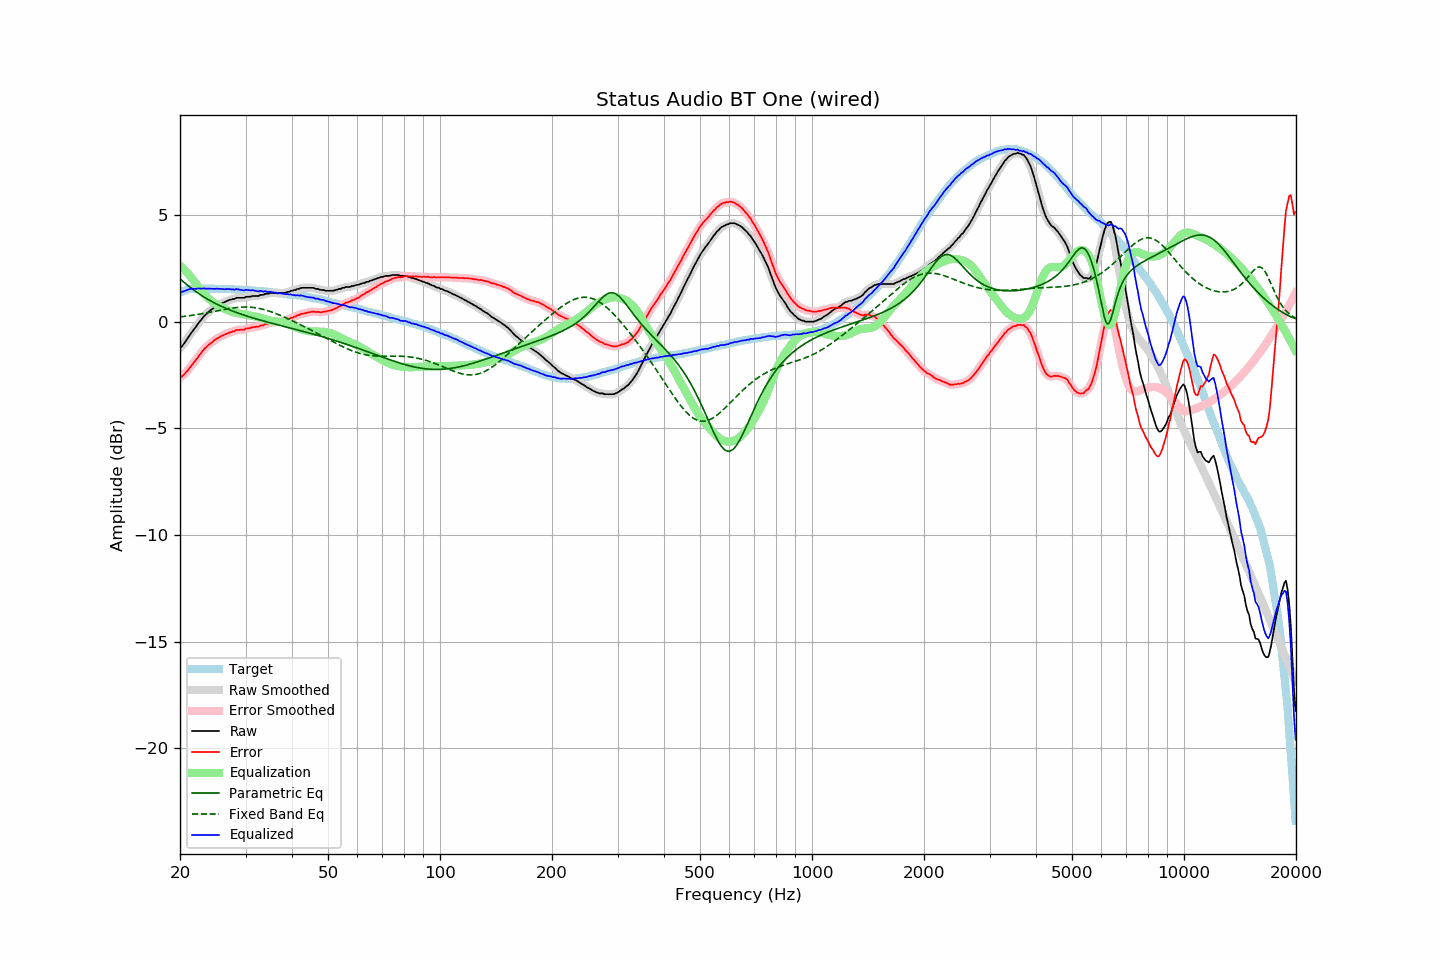 Status Audio BT One (wired)
5
0
−5
−10
−15
−20
Amplitude (dBr)
Target
Raw Smoothed
Error Smoothed
Raw
Error
Equalization
Parametric Eq
Fixed Band Eq
Equalized
20 50 100 200 500 1000 2000 5000 10000 20000
Frequency (Hz)